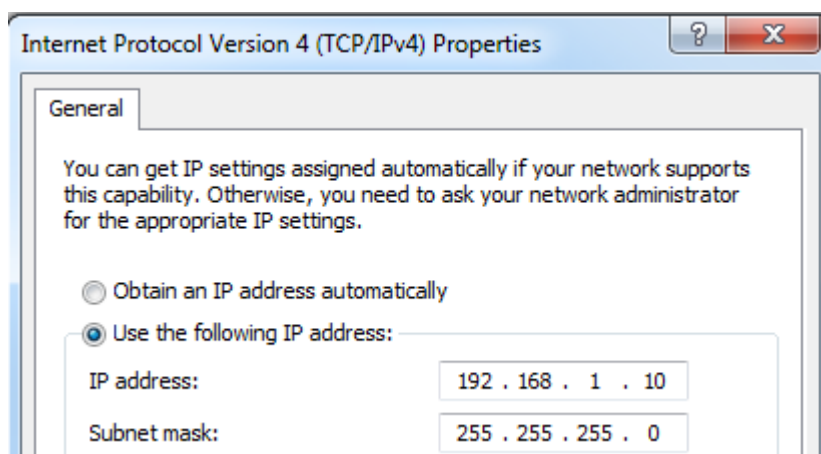 Internet Protocol Version 4 (TCP/IPv4) Properties
General
You can get IP settings assigned automatically if your network supports
this capability. Otherwise, you need to ask your network administrator
for the appropriate IP settings.
Obtain an IP address automatically
Use the following IP address:
IP address: 192 . 168 . 1 . 10
Subnet mask: 255 . 255 . 255 . 0